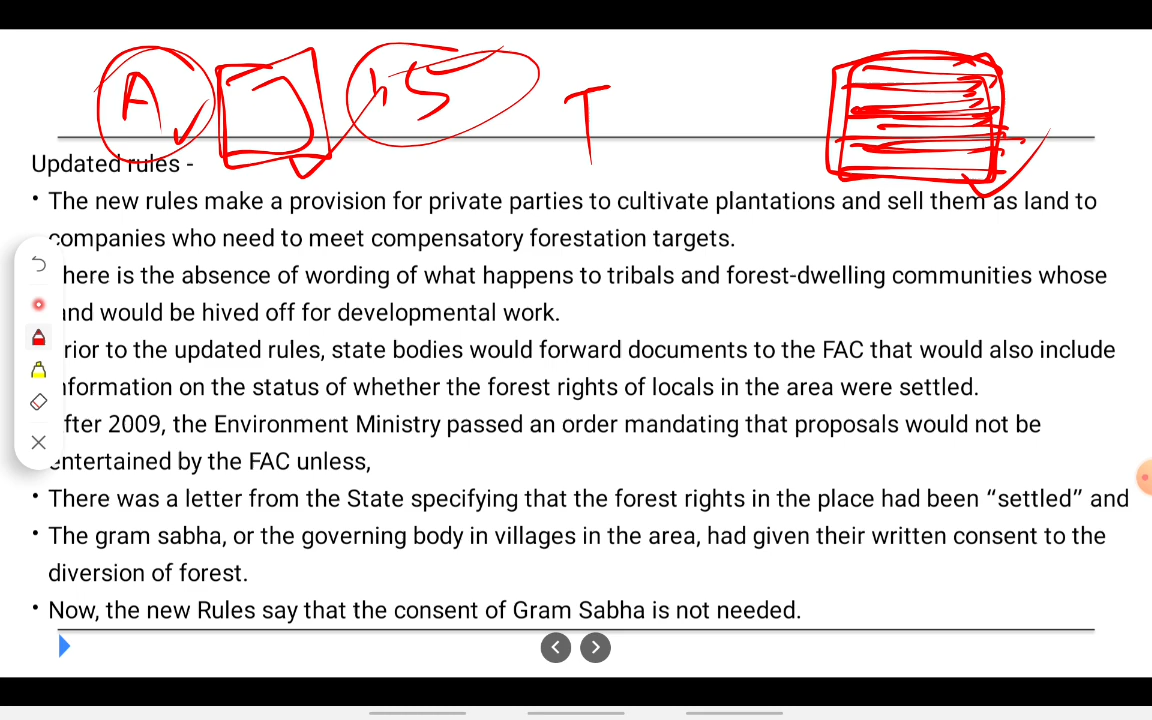 A 45 T
Updated rules -
• The new rules make a provision for private parties to cultivate plantations and sell them as land to
companies who need to meet compensatory forestation targets.
here is the absence of wording of what happens to tribals and forest-dwelling communities whose
nd would be hived off for developmental work.
rior to the updated rules, state bodies would forward documents to the FAC that would also include
nformation on the status of whether the forest rights of locals in the area were settled.
fter 2009, the Environment Ministry passed an order mandating that proposals would not be
entertained by the FAC unless,
• There was a letter from the State specifying that the forest rights in the place had been “settled” and
• The gram sabha, or the governing body in villages in the area, had given their written consent to the
diversion of forest.
• Now, the new Rules say that the consent of Gram Sabha is not needed.